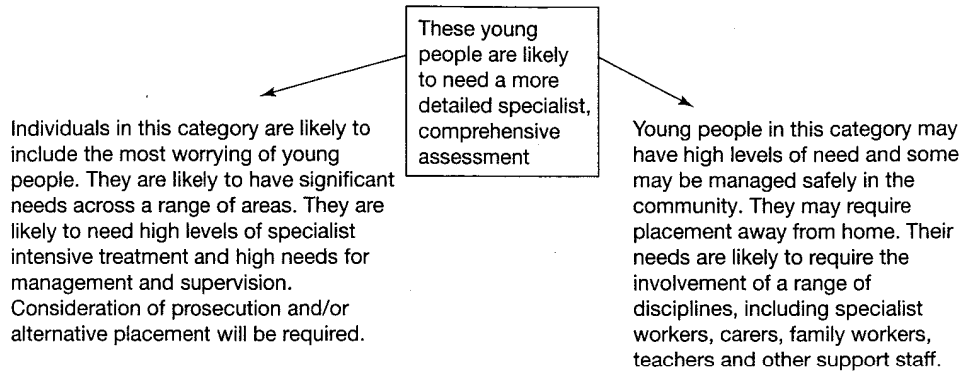 These young
people are likely
to need a more
detailed specialist,
comprehensive
assessment
Individuals in this category are likely to
include the most worrying of young
people. They are likely to have significant
needs across a range of areas. They are
likely to need high levels of specialist
intensive treatment and high needs for
management and supervision.
Consideration of prosecution and/or
alternative placement will be required.
Young people in this category may
have high levels of need and some
may be managed safely in the
community. They may require
placement away from home. Their
needs are likely to require the
involvement of a range of
disciplines, including specialist
workers, carers, family workers,
teachers and other support staff.